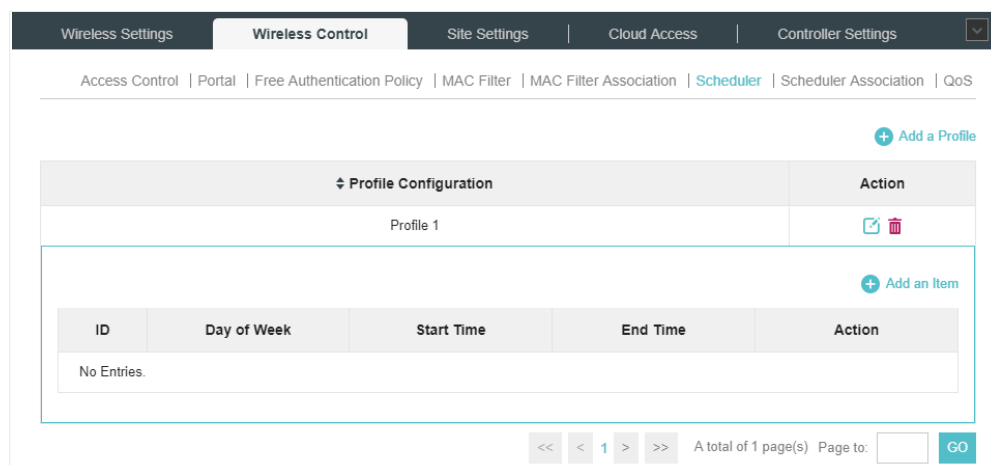 Wireless Settings Wireless Control Site Settings | Cloud Access | Controller Settings
Access Control | Portal | Free Authentication Policy | MAC Filter | MAC Filter Association | Scheduler | Scheduler Association | QoS
Add a Profile
Profile Configuration Action
Profile 1
Add an Item
ID Day of Week Start Time End Time Action
No Entries.
<< < 1 > >> A total of 1 page(s) Page to: GO